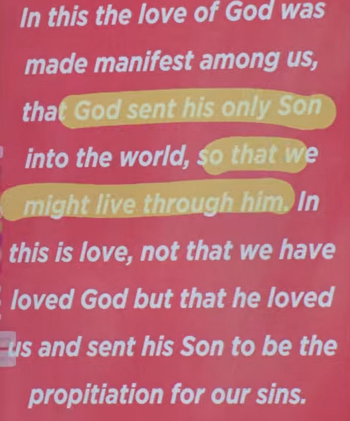 In this the love of God was
made manifest among us,
that God sent his only Son
into the world, so that we
might live through him. In
this is love, not that we have
loved God but that he loved
us and sent his Son to be the
propitiation for our sins.